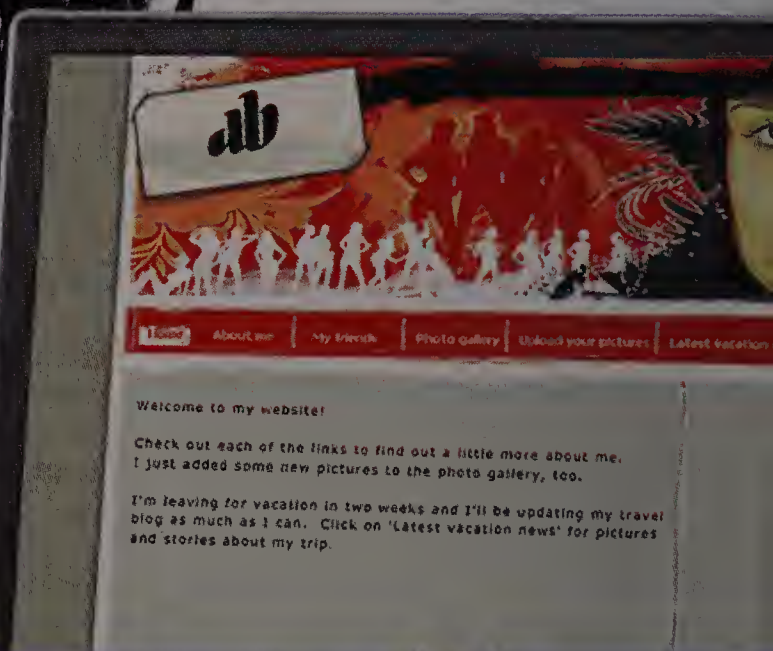 ab
Home
About me
My friends
Photo gallery
Upload your pictures
Latest vacation
Welcome to my website!
Check out each of the links to find out a little more about me.
I just added some new pictures to the photo gallery, too.
I'm leaving for vacation in two weeks and I'll be updating my travel
blog as much as I can. Click on 'Latest vacation news' for pictures
and stories about my trip.